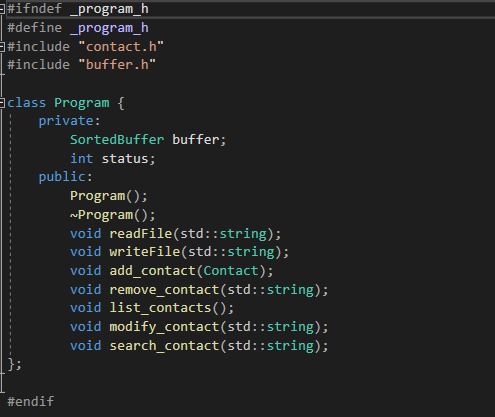 #ifndef _program_h
#define _program_h
#include "contact.h"
#include "buffer.h"

class Program {
    private:
        SortedBuffer buffer;
        int status;
    public:
        Program();
        ~Program();
        void readFile(std::string);
        void writeFile(std::string);
        void add_contact(Contact);
        void remove_contact(std::string);
        void list_contacts();
        void modify_contact(std::string);
        void search_contact(std::string);
};

#endif